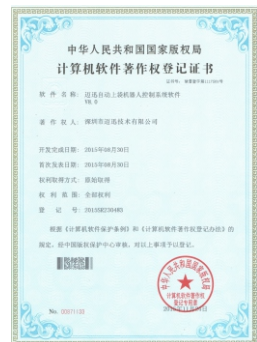 中华人民共和国国家版权局
计算机软件著作权登记证书
软件名称：
迈迅自动上袋机器人控制系统软件
V8.0
著作权人：
深圳市迈迅技术有限公司
开发完成日期：
2015年08月30日
首次发表日期：
2015年08月30日
权利取得方式：
原始取得
权利范围：
全部权利
登记号：
根据《计算机软件保护条例》和《计算机软件著作权登记办法》的
规定，经中国版权保护中心审核，对以上事项予以登记。
No.